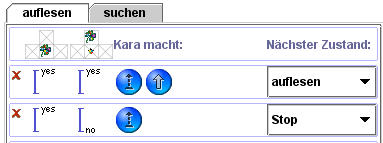 auflesen suchen
Kara macht: Nächster Zustand:
yes yes auflesen
yes no Stop